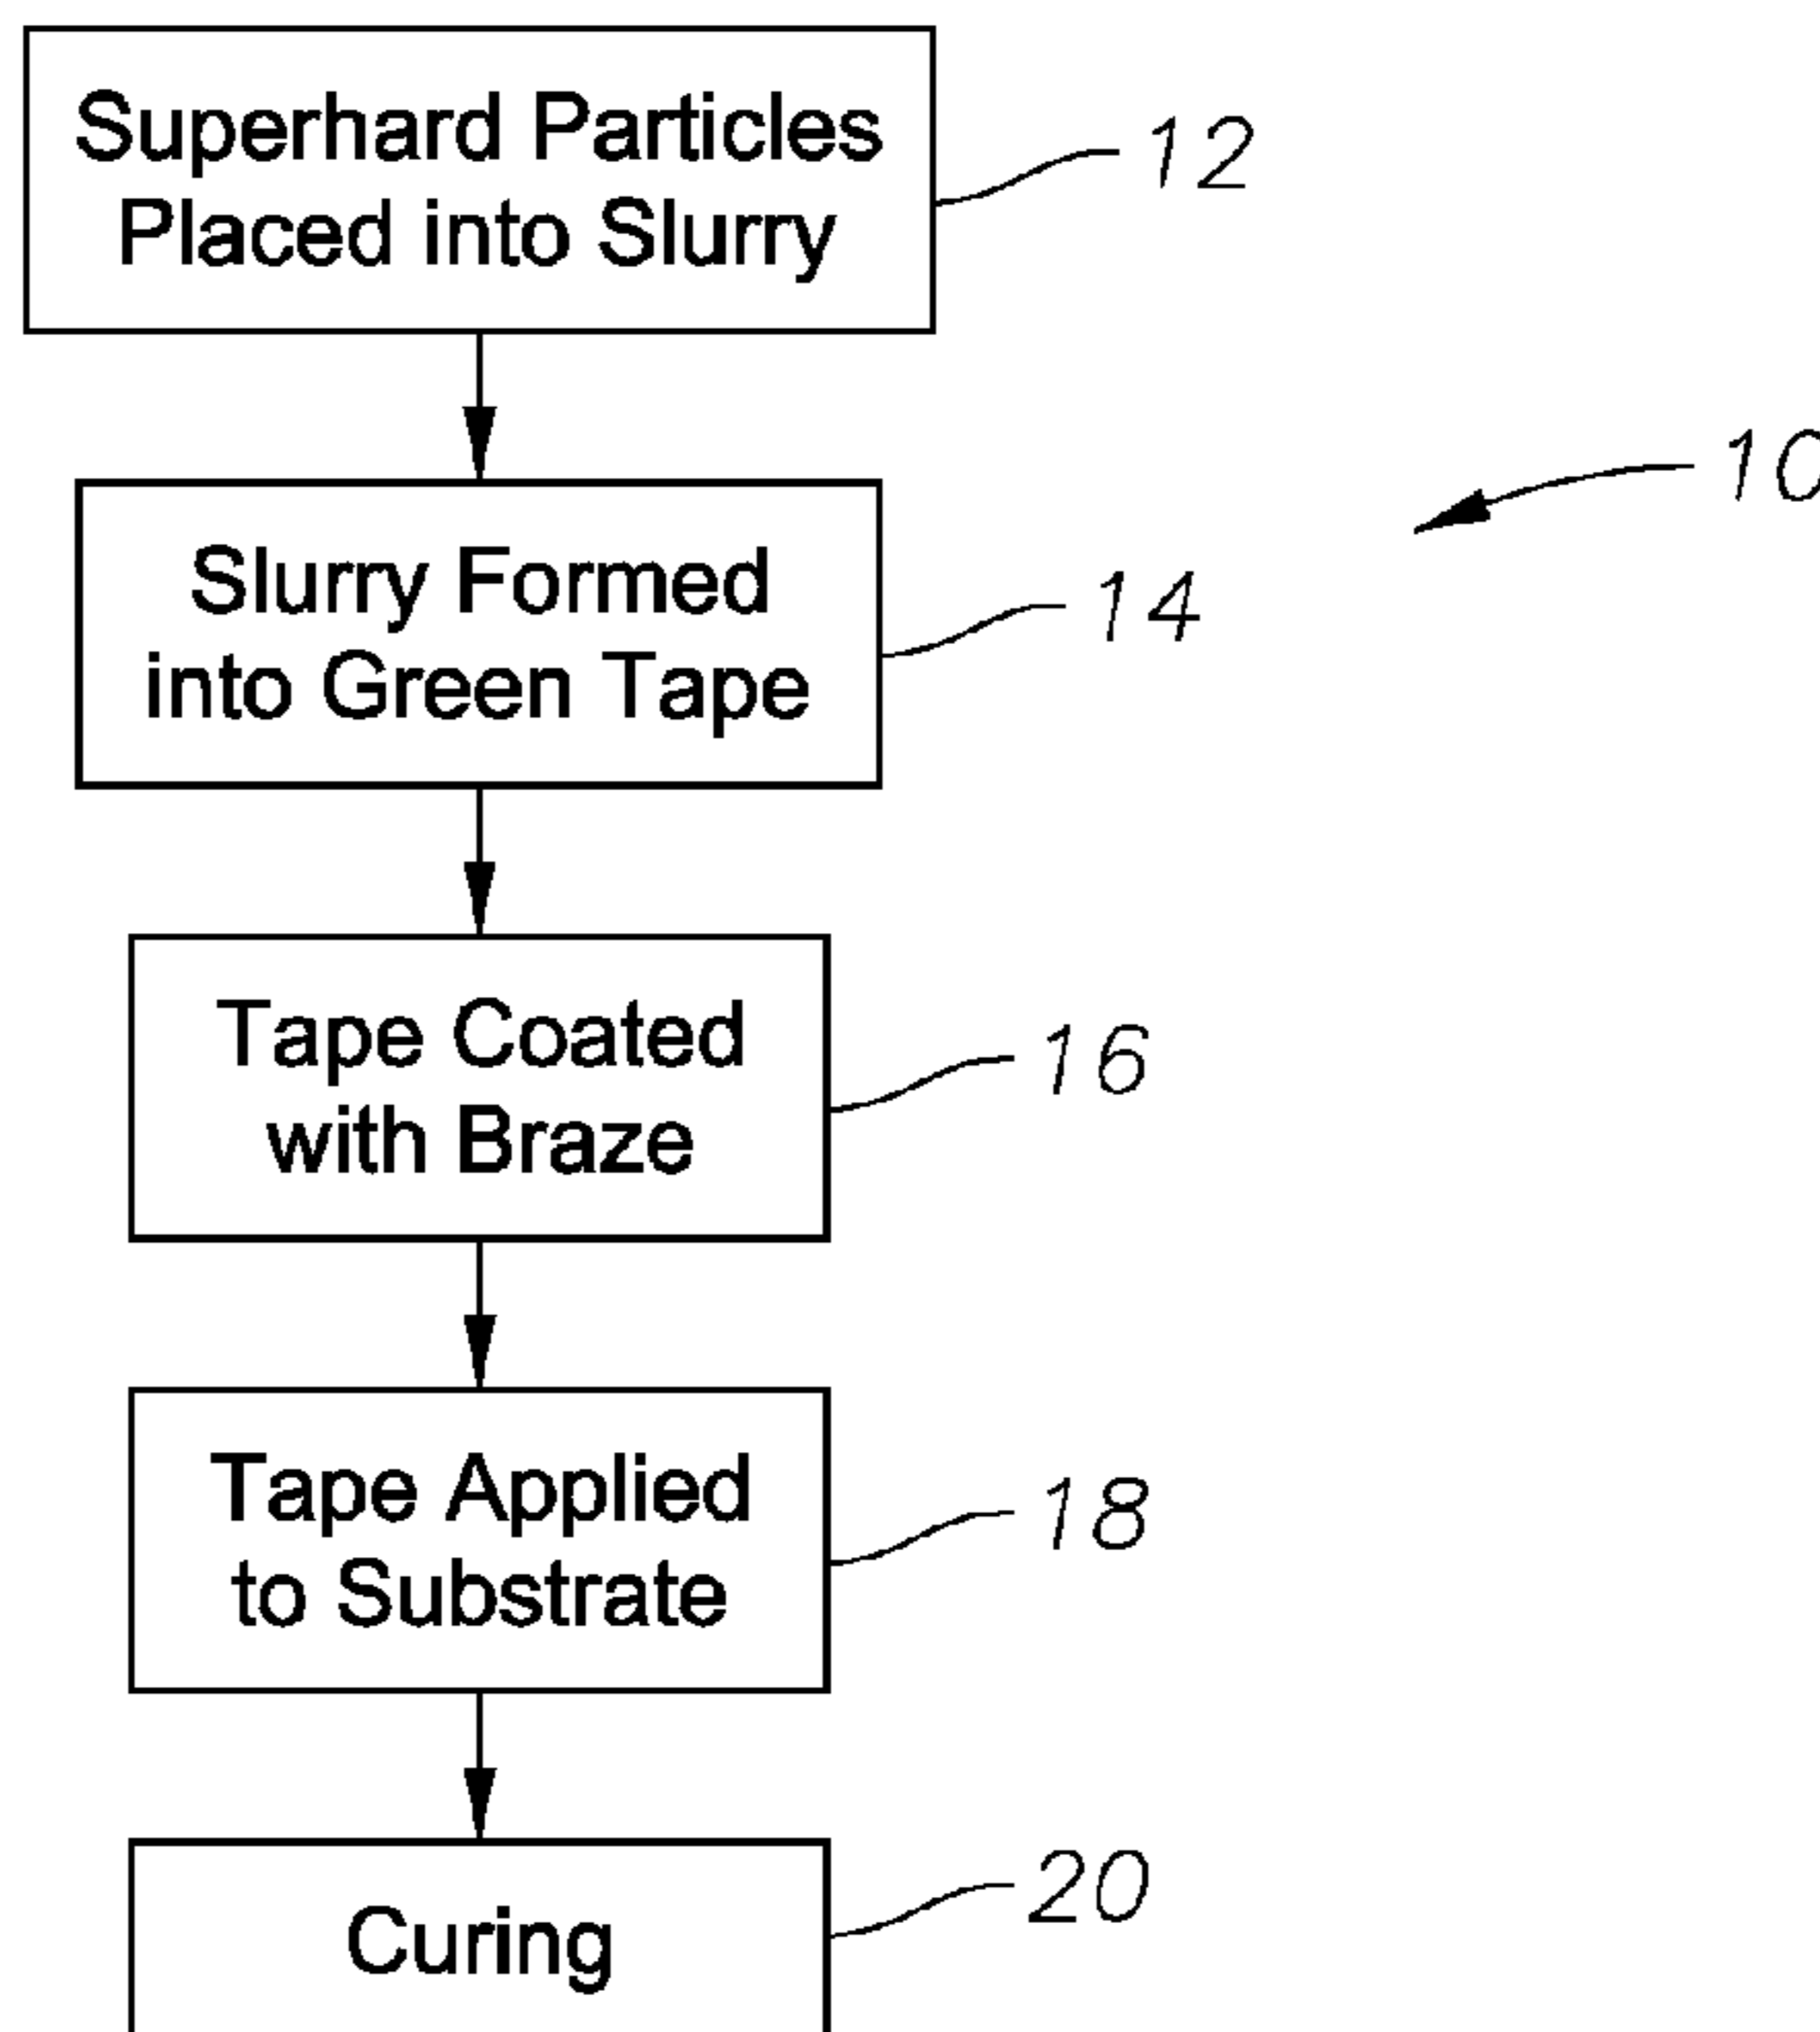 Superhard Particles
Placed into Slurry
12
10
Slurry Formed
into Green Tape
14
Tape Coated
with Braze
16
Tape Applied
to Substrate
18
Curing
20